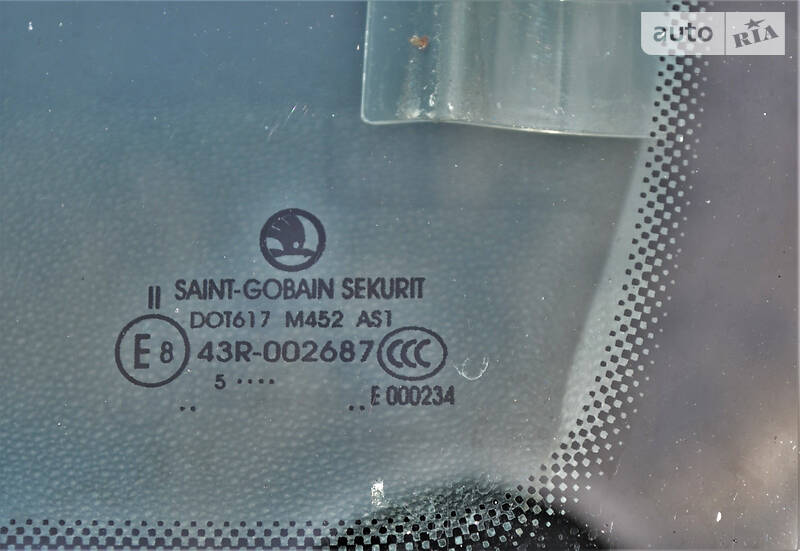 auto RIA
II SAINT-GOBAIN SEKURIT
DOT617 M452 AS1
E8 43R-002687 CCC
5 ····
·· ·· E 000234